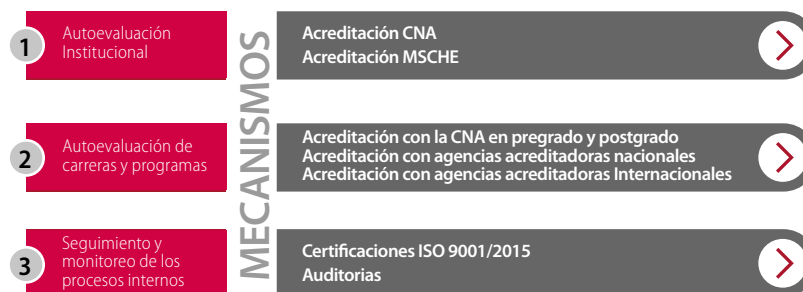 1
Autoevaluación
Institucional
MECANISMOS
Acreditación CNA
Acreditación MSCHE
2
Autoevaluación de
carreras y programas
Acreditación con la CNA en pregrado y postgrado
Acreditación con agencias acreditadoras nacionales
Acreditación con agencias acreditadoras Internacionales
3
Seguimiento y
monitoreo de los
procesos internos
Certificaciones ISO 9001/2015
Auditorias